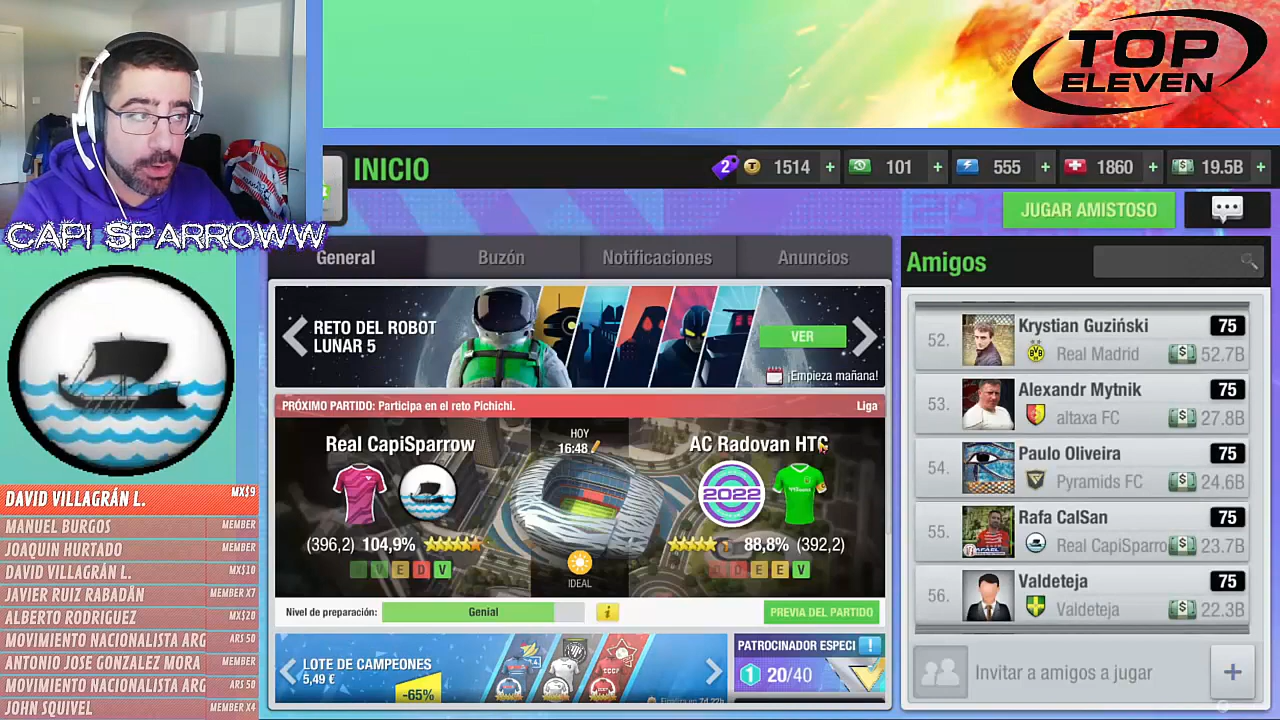 TOP
ELEVEN
INICIO
2
1514 +
101 +
555 +
1860 +
19.5B +
CAPI SPARROWW
JUGAR AMISTOSO
General
Buzón
Notificaciones
Anuncios
RETO DEL ROBOT
LUNAR 5
VER
¡Empieza mañana!
PRÓXIMO PARTIDO: Participa en el reto Pichichi.
Liga
Real CapiSparrow
HOY
16:48
AC Radovan HTC
2022
(396,2) 104,9%
88,8% (392,2)
V E D V
D E E V
IDEAL
Nivel de preparación:
Genial
i
PREVIA DEL PARTIDO
LOTE DE CAMPEONES
5,49 €
-65%
PATROCINADOR ESPECI !
1 20/40
Amigos
52. Krystian Guziński 75
Real Madrid $ 52.7B
53. Alexandr Mytnik 75
altaxa FC $ 27.8B
54. Paulo Oliveira 75
Pyramids FC $ 24.6B
55. Rafa CalSan 75
Real CapiSparro $ 23.7B
56. Valdeteja 75
Valdeteja $ 22.3B
Invitar a amigos a jugar +
DAVID VILLAGRÁN L. MX$9
MANUEL BURGOS MEMBER
JOAQUIN HURTADO MEMBER
DAVID VILLAGRÁN L. MX$10
JAVIER RUIZ RABADÁN MEMBER X7
ALBERTO RODRIGUEZ MX$20
MOVIMIENTO NACIONALISTA ARG ARS 50
ANTONIO JOSE GONZALEZ MORA MEMBER
MOVIMIENTO NACIONALISTA ARG ARS 50
JOHN SQUIVEL MEMBER X4